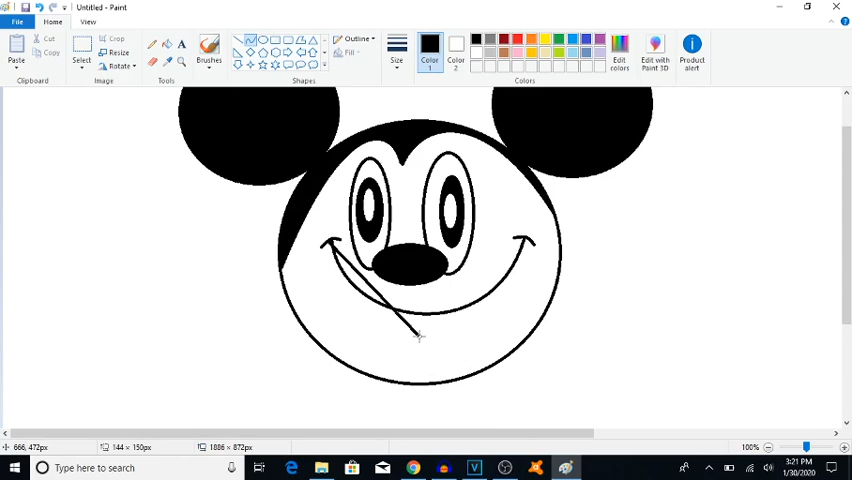 Untitled - Paint
File Home View
Paste
Cut
Copy
Clipboard
Select
Crop
Resize
Rotate
Image
A
Tools
Brushes
Outline
Fill
Shapes
Size
Color
1
Color
2
Colors
Edit
colors
Edit with
Paint 3D
Product
alert
666, 472px 144 × 150px 1886 × 872px 100%
Type here to search
V
3:21 PM
1/30/2020